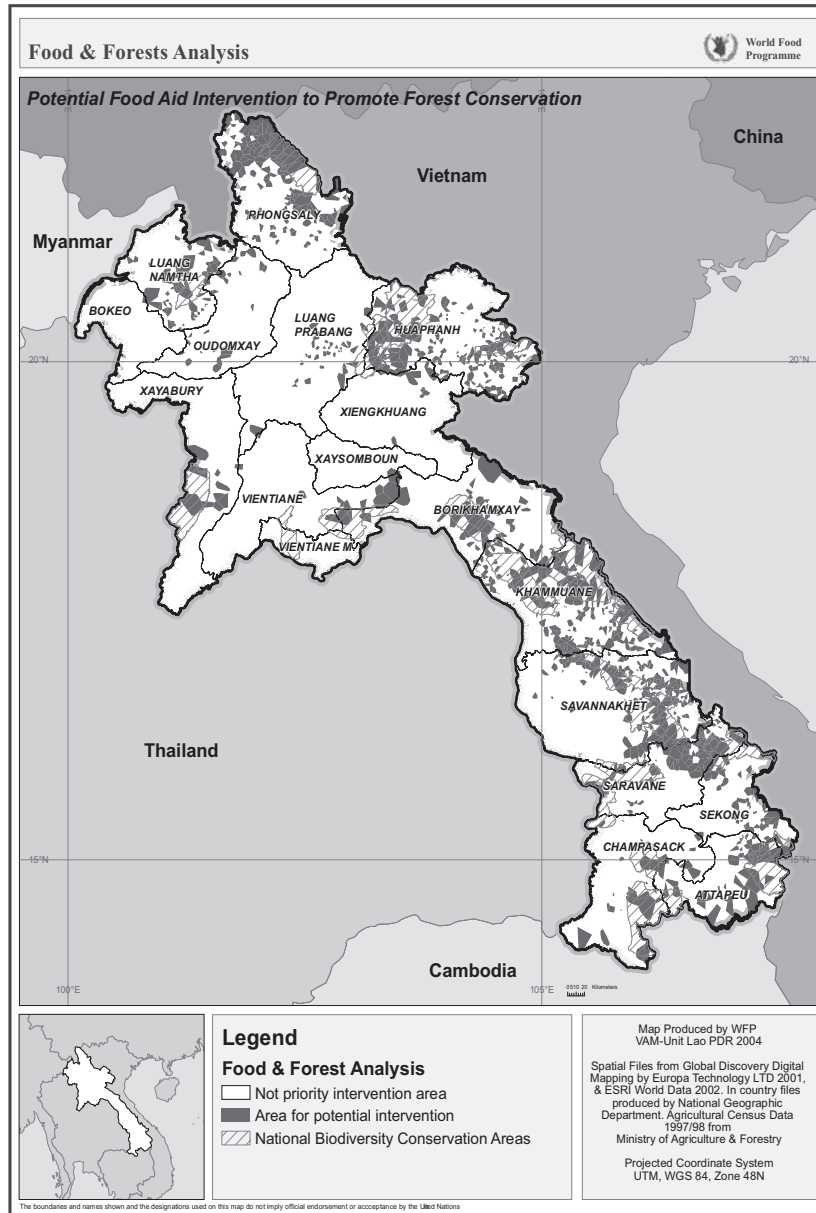 Food & Forests Analysis
World Food
Programme
Potential Food Aid Intervention to Promote Forest Conservation
China
Vietnam
Myanmar
PHONGSALY
LUANG
NAMTHA
BOKEO
LUANG
PRABANG
HUAPHANH
OUDOMXAY
20°N
20°N
XAYABURY
XIENGKHUANG
XAYSOMBOUN
VIENTIANE
BORIKHAMXAY
VIENTIANE M.
KHAMMUANE
SAVANNAKHET
Thailand
SARAVANE
SEKONG
CHAMPASACK
15°N
15°N
ATTAPEU
Cambodia
100°E
105°E
0510 20 Kilometers
Legend
Food & Forest Analysis
Not priority intervention area
Area for potential intervention
National Biodiversity Conservation Areas
Map Produced by WFP
VAM-Unit Lao PDR 2004
Spatial Files from Global Discovery Digital
Mapping by Europa Technology LTD 2001,
& ESRI World Data 2002. In country files
produced by National Geographic
Department. Agricultural Census Data
1997/98 from
Ministry of Agriculture & Forestry
Projected Coordinate System
UTM, WGS 84, Zone 48N
The boundaries and names shown and the designations used on this map do not imply official endorsement or acceptance by the Nations